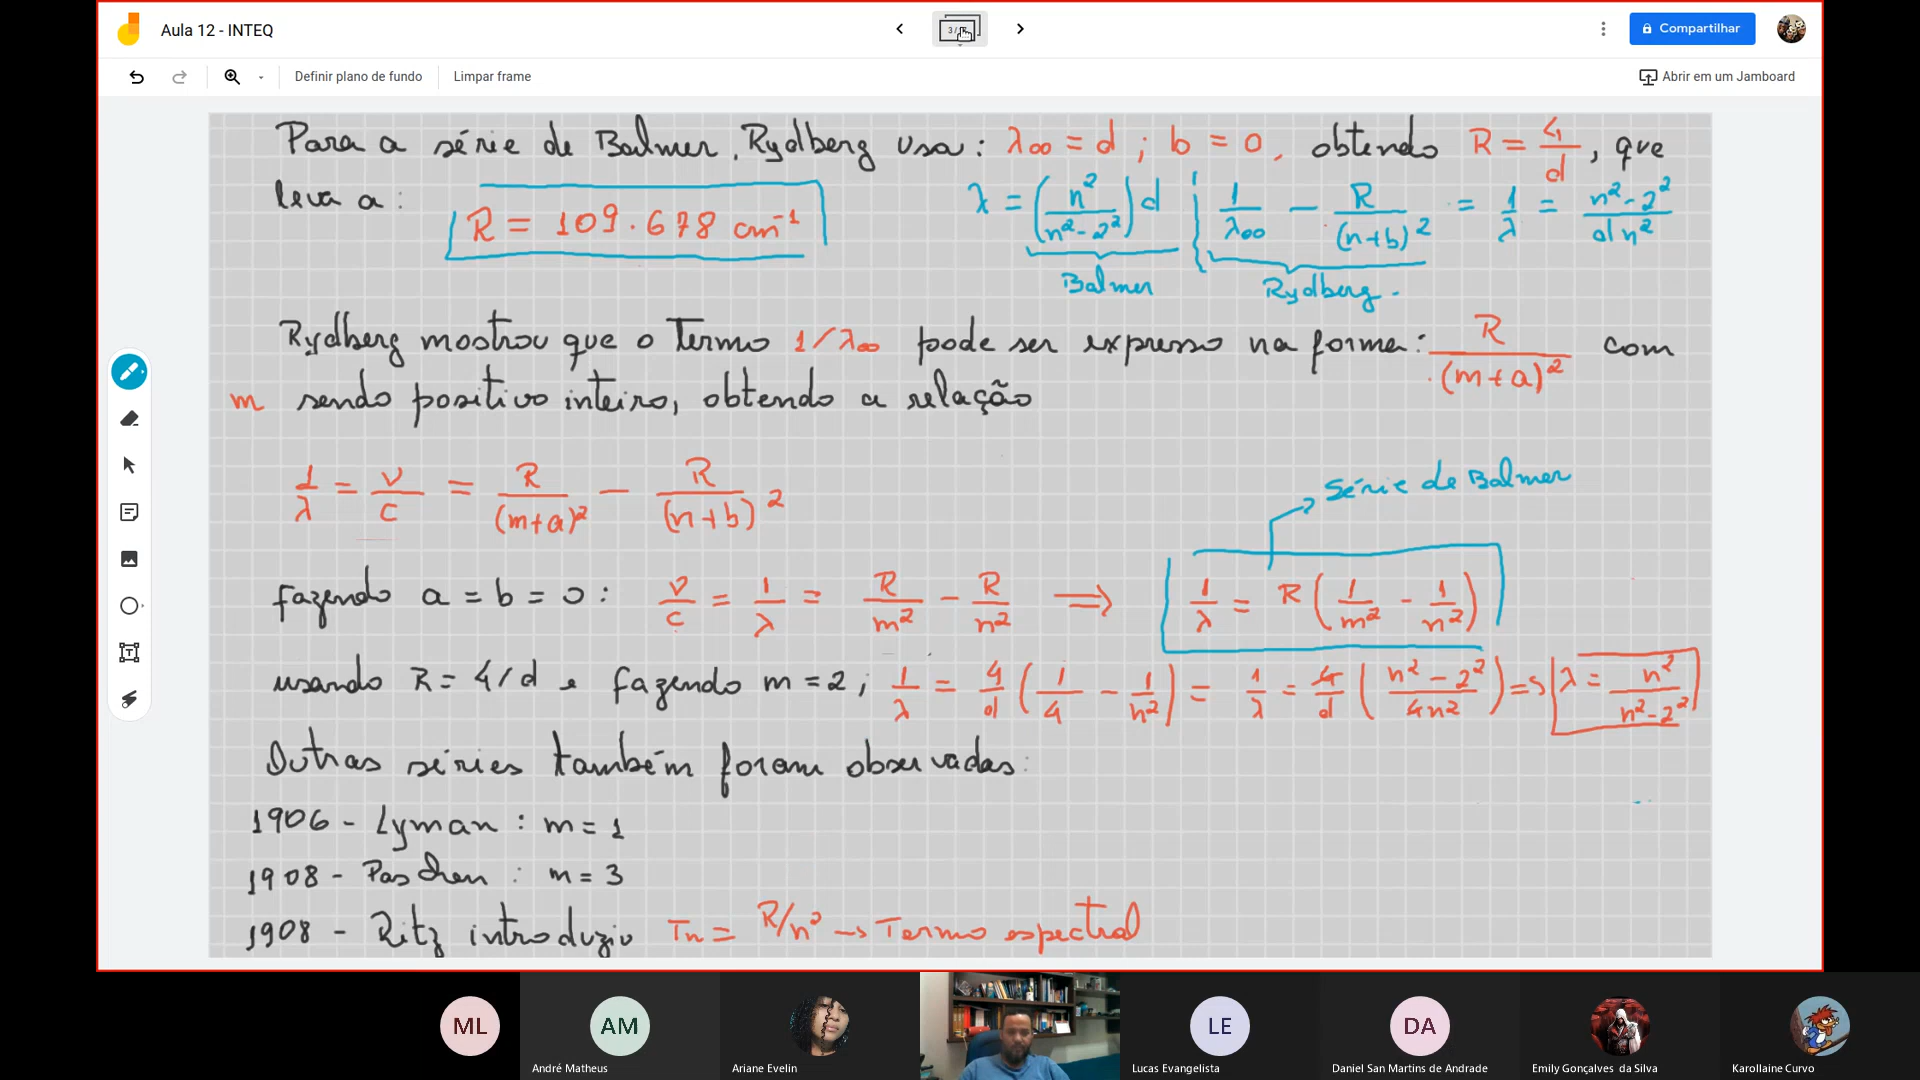 Aula 12 - INTEQ
3 /
Compartilhar
Definir plano de fundo
Limpar frame
Abrir em um Jamboard
Para a série de Balmer, Rydberg usa: λ∞ = d ; b = 0, obtendo R = 4/d, que
leva a: R = 109.678 cm⁻¹
λ = (n²/(n²-2²)) d | 1/λ∞ - R/(n+b)² = 1/λ = (n²-2²)/(d n²)
Balmer
Rydberg.
Rydberg mostrou que o Termo 1/λ∞ pode ser expresso na forma: R/(m+a)² com
m sendo positivo inteiro, obtendo a relação
1/λ = ν/c = R/(m+a)² - R/(n+b)²
Série de Balmer
fazendo a = b = 0: ν/c = 1/λ = R/m² - R/n² ⟹ 1/λ = R(1/m² - 1/n²)
usando R = 4/d e fazendo m = 2; 1/λ = 4/d (1/4 - 1/n²) = 1/λ = 4/d ((n²-2²)/4n²) => λ = n²/(n²-2²)
Outras séries também foram observadas:
1906 - Lyman : m = 1
1908 - Paschen : m = 3
1908 - Ritz introduziu Tn = R/n² → Termo espectral
ML
AM
LE
DA
André Matheus
Ariane Evelin
Lucas Evangelista
Daniel San Martins de Andrade
Emily Gonçalves da Silva
Karollaine Curvo